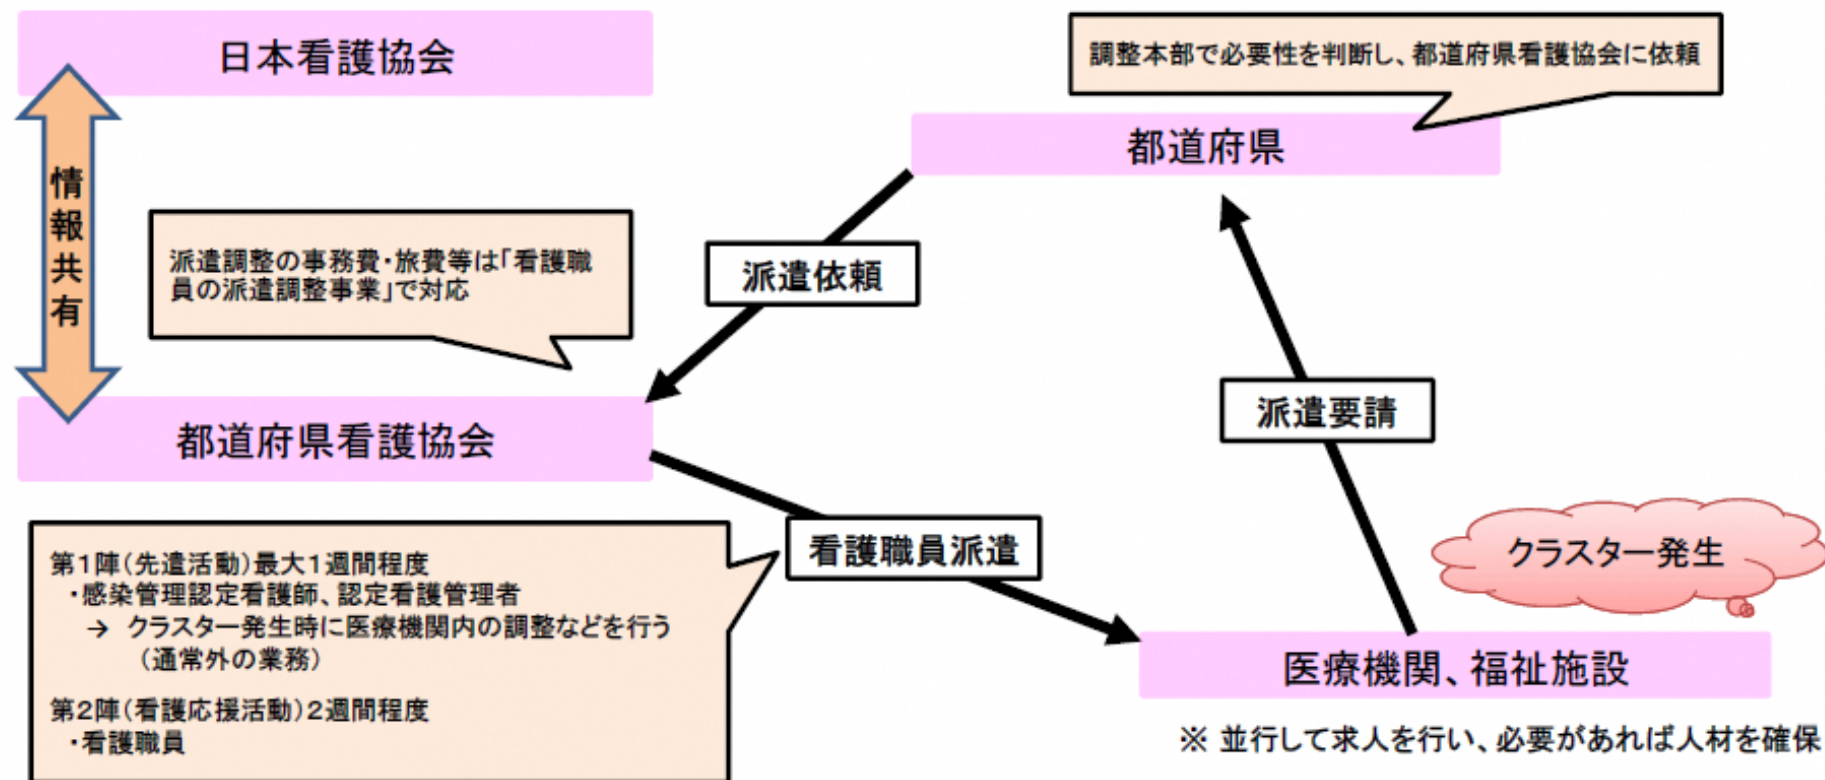 日本看護協会
調整本部で必要性を判断し、都道府県看護協会に依頼
都道府県
情報共有
派遣調整の事務費・旅費等は「看護職
員の派遣調整事業」で対応
派遣依頼
派遣要請
都道府県看護協会
看護職員派遣
クラスター発生
第1陣(先遣活動)最大1週間程度
・感染管理認定看護師、認定看護管理者
→ クラスター発生時に医療機関内の調整などを行う
(通常外の業務)
第2陣(看護応援活動)2週間程度
・看護職員
医療機関、福祉施設
※ 並行して求人を行い、必要があれば人材を確保